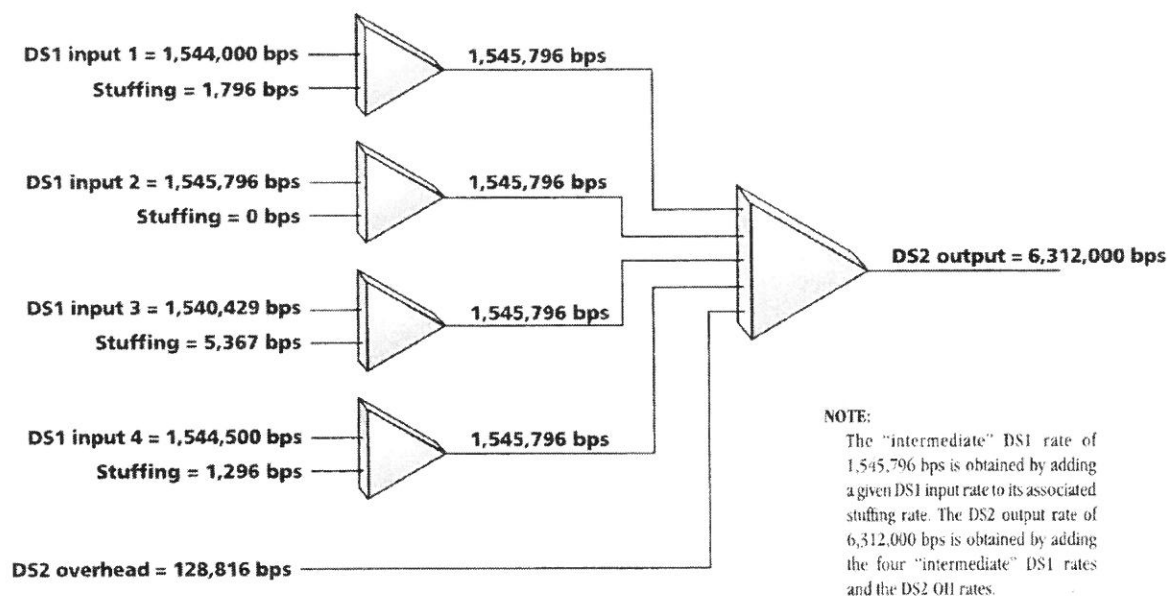 DS1 input 1 = 1,544,000 bps
Stuffing = 1,796 bps
1,545,796 bps
DS1 input 2 = 1,545,796 bps
Stuffing = 0 bps
1,545,796 bps
DS1 input 3 = 1,540,429 bps
Stuffing = 5,367 bps
1,545,796 bps
DS1 input 4 = 1,544,500 bps
Stuffing = 1,296 bps
1,545,796 bps
DS2 overhead = 128,816 bps
DS2 output = 6,312,000 bps
NOTE:
The “intermediate” DS1 rate of
1,545,796 bps is obtained by adding
a given DS1 input rate to its associated
stuffing rate. The DS2 output rate of
6,312,000 bps is obtained by adding
the four “intermediate” DS1 rates
and the DS2 OH rates.